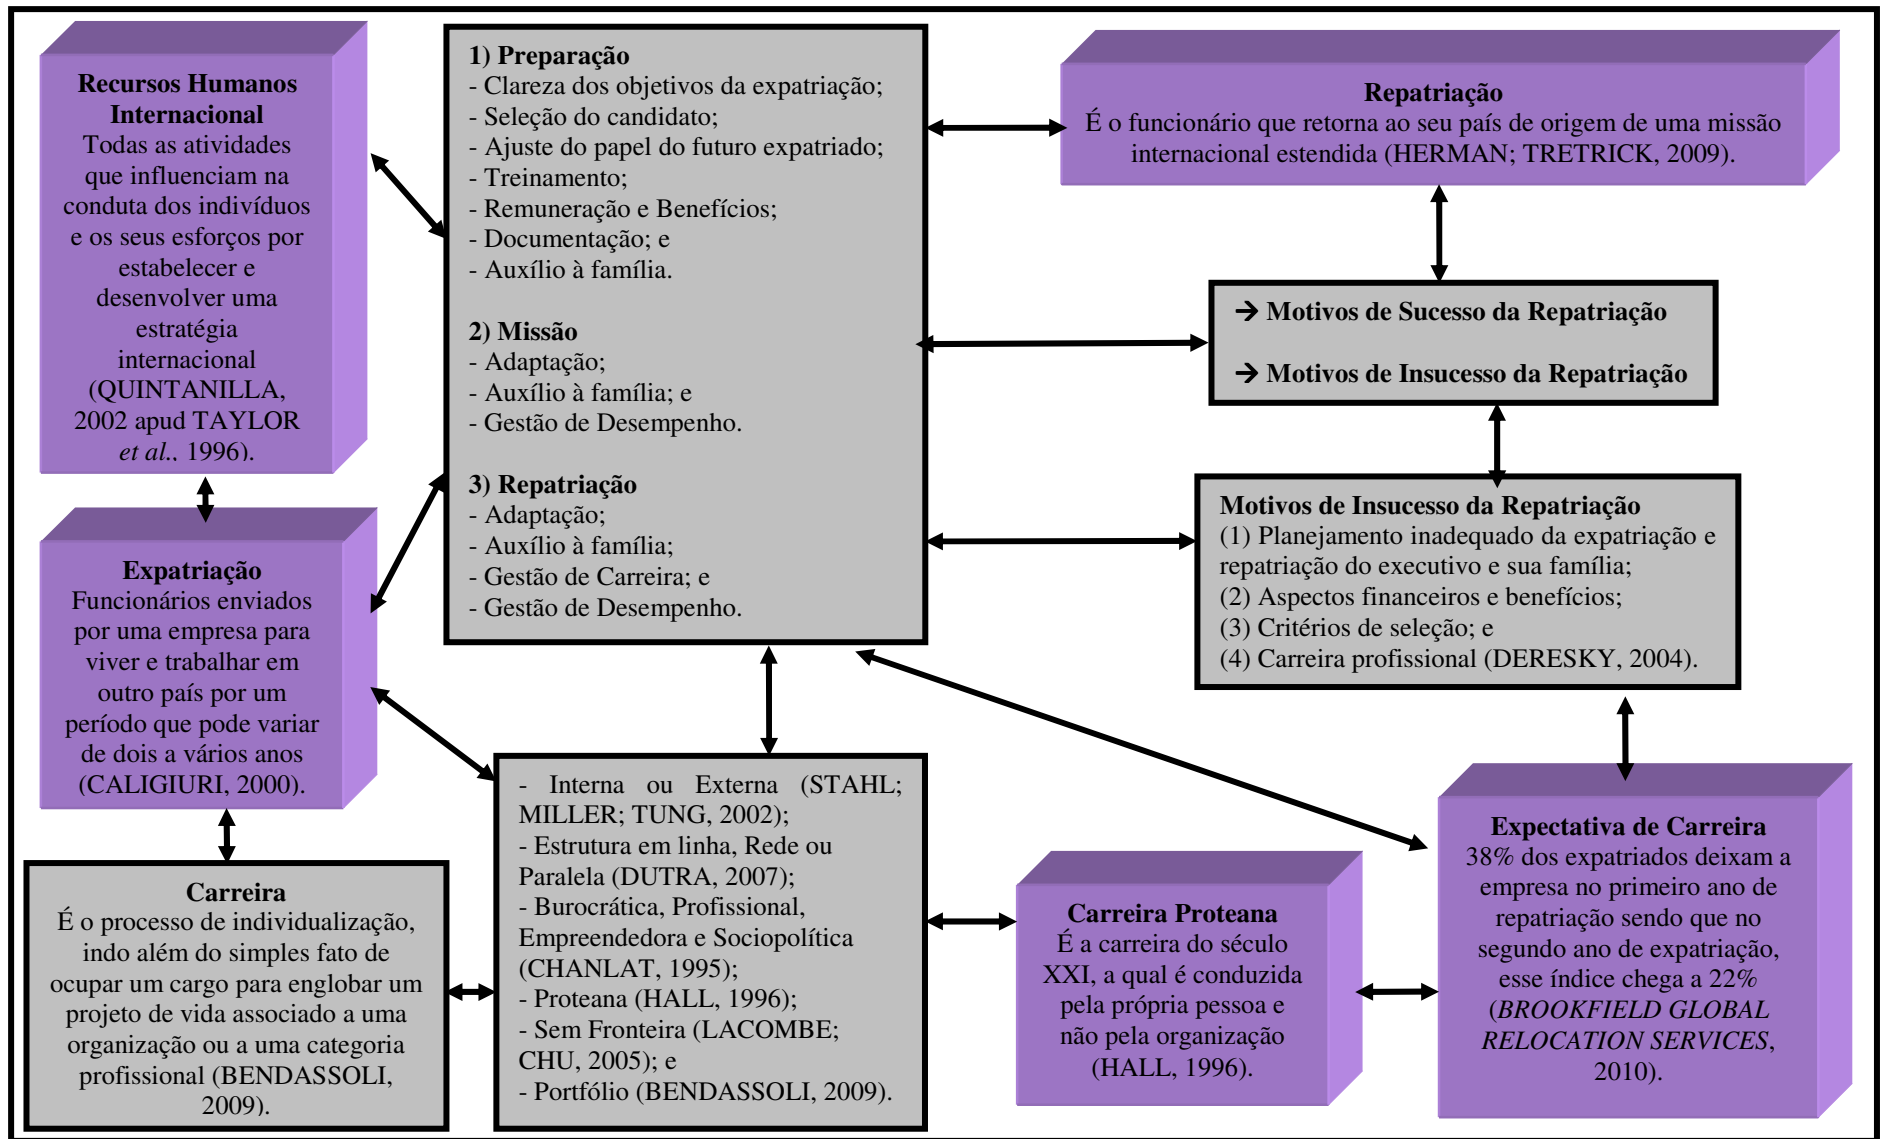 Recursos Humanos
Internacional
Todas as atividades
que influenciam na
conduta dos indivíduos
e os seus esforços por
estabelecer e
desenvolver uma
estratégia
internacional
(QUINTANILLA,
2002 apud TAYLOR
et al., 1996).
Expatriação
Funcionários enviados
por uma empresa para
viver e trabalhar em
outro país por um
período que pode variar
de dois a vários anos
(CALIGIURI, 2000).
Carreira
É o processo de individualização,
indo além do simples fato de
ocupar um cargo para englobar um
projeto de vida associado a uma
organização ou a uma categoria
profissional (BENDASSOLI,
2009).
1) Preparação
- Clareza dos objetivos da expatriação;
- Seleção do candidato;
- Ajuste do papel do futuro expatriado;
- Treinamento;
- Remuneração e Benefícios;
- Documentação; e
- Auxílio à família.
2) Missão
- Adaptação;
- Auxílio à família; e
- Gestão de Desempenho.
3) Repatriação
- Adaptação;
- Auxílio à família;
- Gestão de Carreira; e
- Gestão de Desempenho.
- Interna ou Externa (STAHL;
MILLER; TUNG, 2002);
- Estrutura em linha, Rede ou
Paralela (DUTRA, 2007);
- Burocrática, Profissional,
Empreendedora e Sociopolítica
(CHANLAT, 1995);
- Proteana (HALL, 1996);
- Sem Fronteira (LACOMBE;
CHU, 2005); e
- Portfólio (BENDASSOLI, 2009).
Repatriação
É o funcionário que retorna ao seu país de origem de uma missão
internacional estendida (HERMAN; TRETRICK, 2009).
→ Motivos de Sucesso da Repatriação
→ Motivos de Insucesso da Repatriação
Motivos de Insucesso da Repatriação
(1) Planejamento inadequado da expatriação e
repatriação do executivo e sua família;
(2) Aspectos financeiros e benefícios;
(3) Critérios de seleção; e
(4) Carreira profissional (DERESKY, 2004).
Carreira Proteana
É a carreira do século
XXI, a qual é conduzida
pela própria pessoa e
não pela organização
(HALL, 1996).
Expectativa de Carreira
38% dos expatriados deixam a
empresa no primeiro ano de
repatriação sendo que no
segundo ano de expatriação,
esse índice chega a 22%
(BROOKFIELD GLOBAL
RELOCATION SERVICES,
2010).